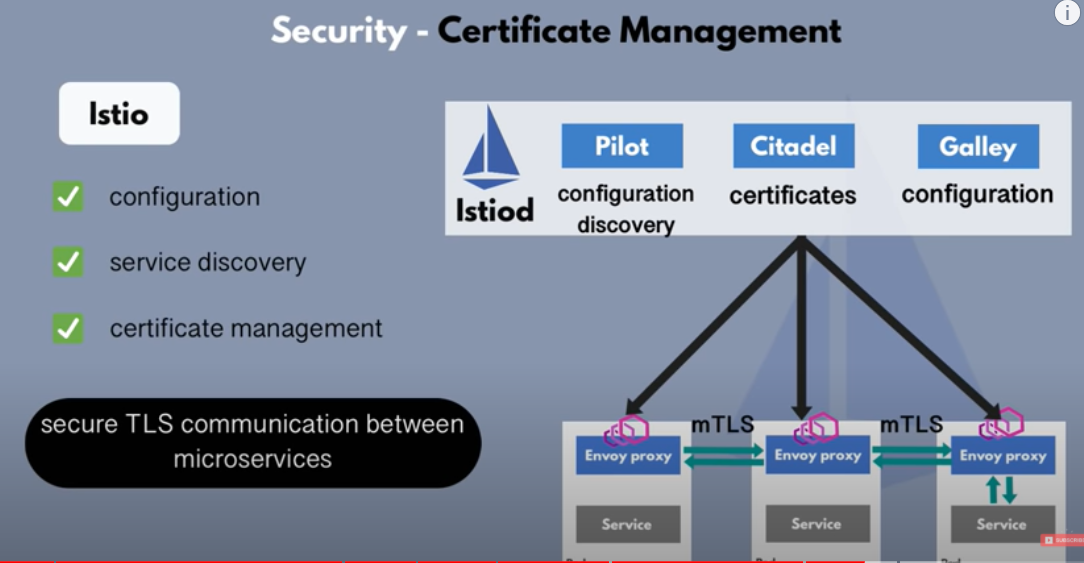 Security - Certificate Management
i
Istio
configuration
service discovery
certificate management
secure TLS communication between
microservices
Istiod
Pilot
configuration
discovery
Citadel
certificates
Galley
configuration
mTLS
mTLS
Envoy proxy
Envoy proxy
Envoy proxy
Service
Service
Service
SUBSCRIBE